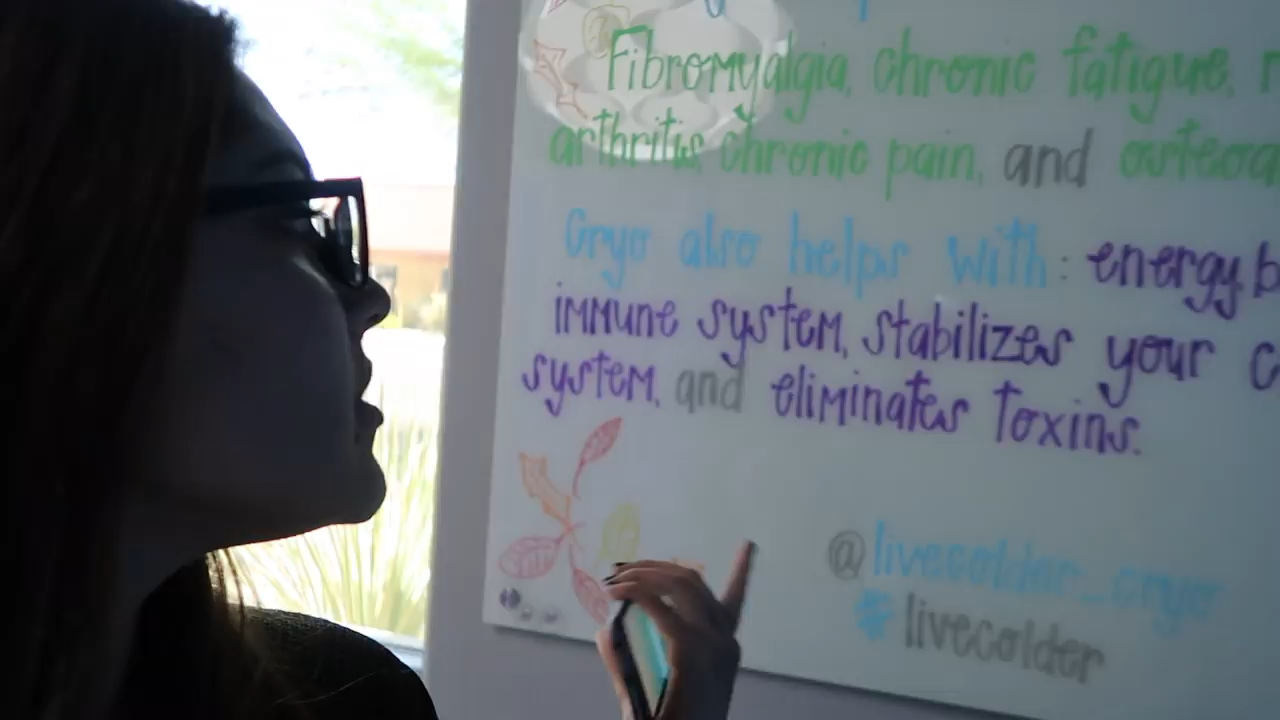 Fibromyalgia, chronic fatigue,
arthritis, chronic pain, and
Cryo also helps with: energy,
immune system, stabilizes your
system, and eliminates toxins.
@livecolder_cryo
#livecolder